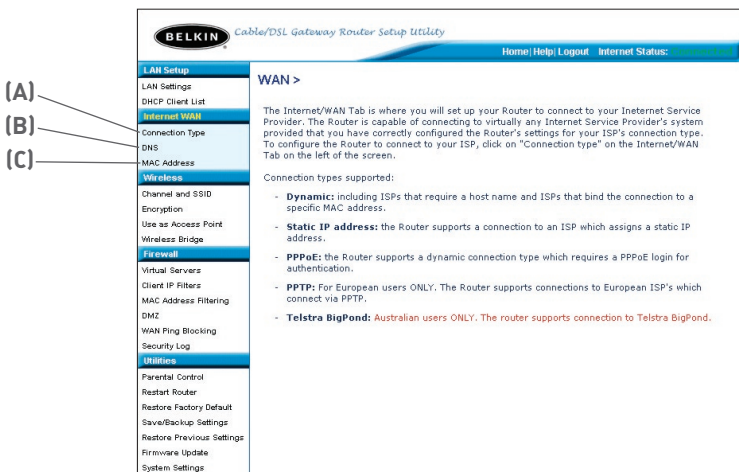 BELKIN
Cable/DSL Gateway Router Setup Utility
Home| Help| Logout Internet Status:
(A)
(B)
(C)
LAN Setup
LAN Settings
DHCP Client List
Internet WAN
Connection Type
DNS
MAC Address
Wireless
Channel and SSID
Encryption
Use as Access Point
Wireless Bridge
Firewall
Virtual Servers
Client IP Filters
MAC Address Filtering
DMZ
WAN Ping Blocking
Security Log
Utilities
Parental Control
Restart Router
Restore Factory Default
Save/Backup Settings
Restore Previous Settings
Firmware Update
System Settings
WAN >
The Internet/WAN Tab is where you will set up your Router to connect to your Ineternet Service
Provider. The Router is capable of connecting to virtually any Internet Service Provider's system
provided that you have correctly configured the Router's settings for your ISP's connection type.
To configure the Router to connect to your ISP, click on "Connection type" on the Internet/WAN
Tab on the left of the screen.
Connection types supported:
- Dynamic: including ISPs that require a host name and ISPs that bind the connection to a
specific MAC address.
- Static IP address: the Router supports a connection to an ISP which assigns a static IP
address.
- PPPoE: the Router supports a dynamic connection type which requires a PPPoE login for
authentication.
- PPTP: For European users ONLY. The Router supports connections to European ISP's which
connect via PPTP.
- Telstra BigPond: Australian users ONLY. The router supports connection to Telstra BigPond.